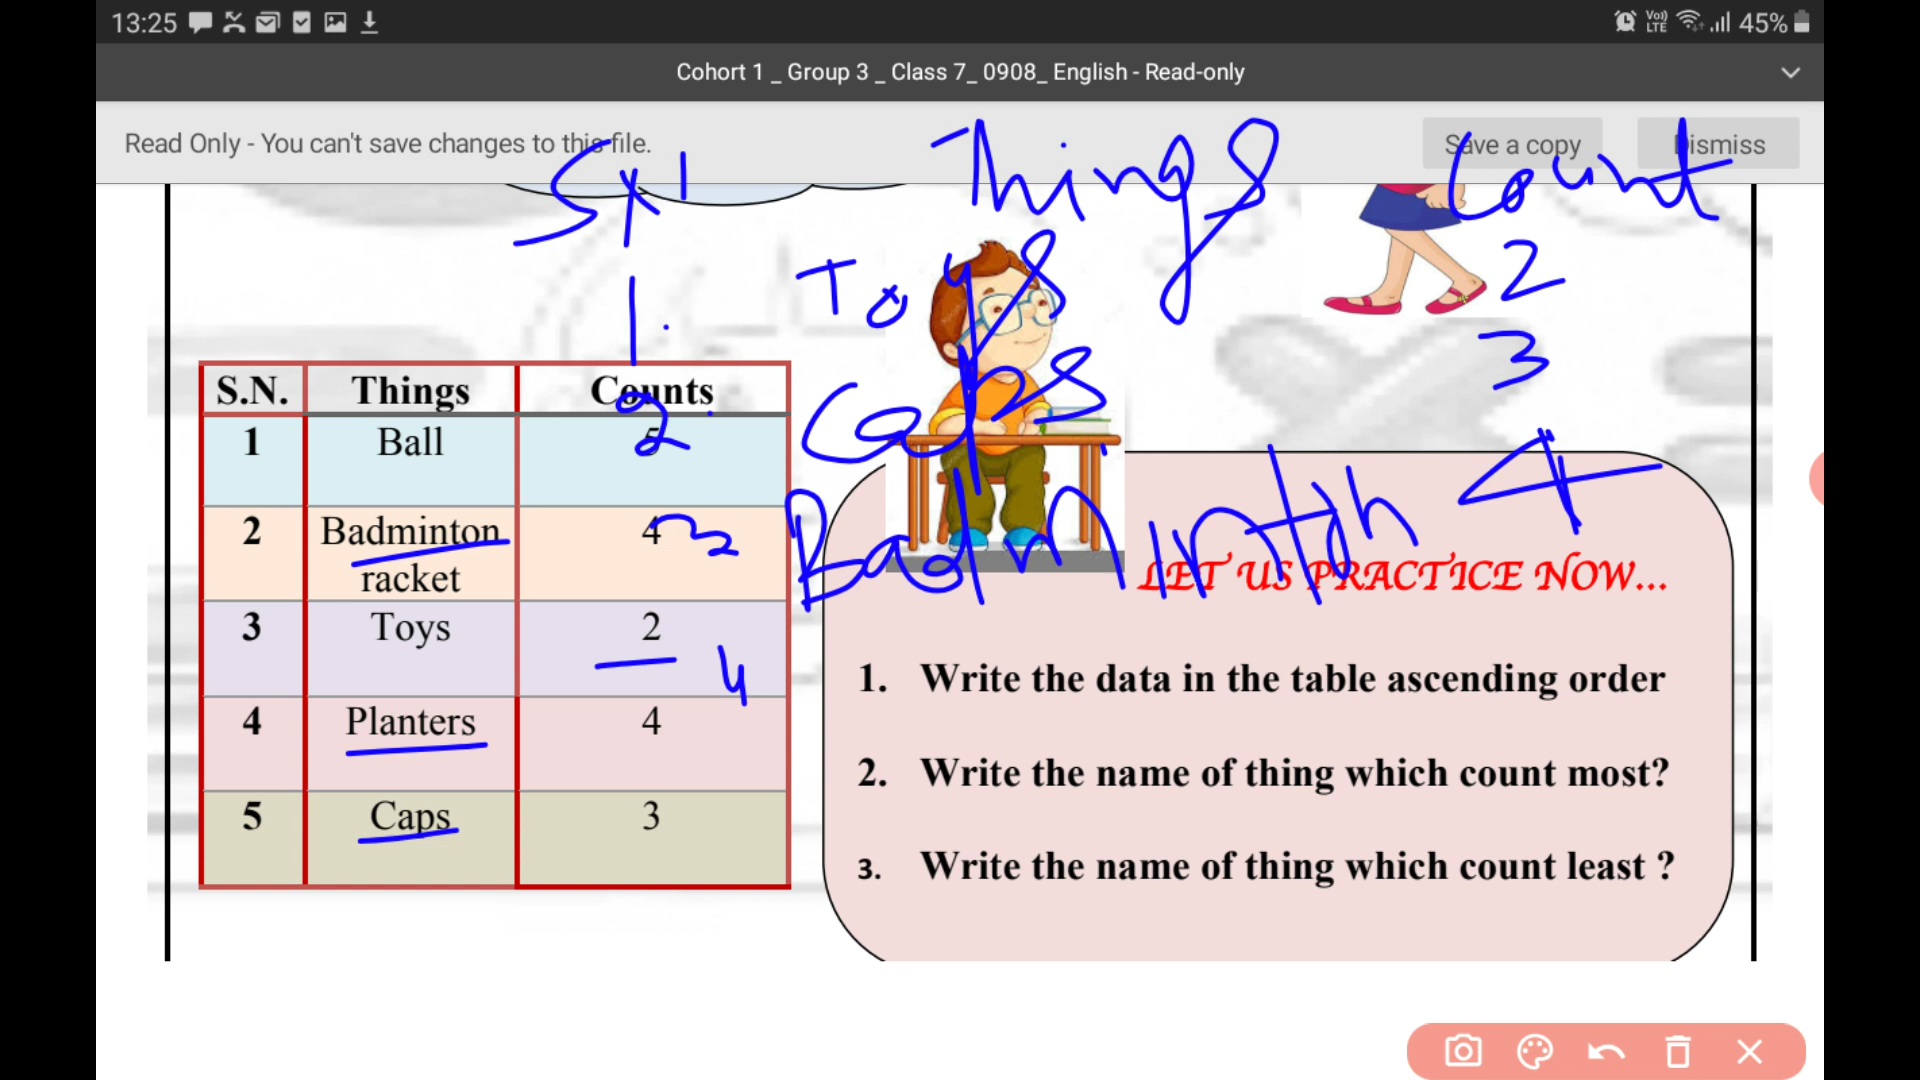 13:25 45%
Cohort 1 _ Group 3 _ Class 7_ 0908_ English - Read-only
Read Only - You can't save changes to this file. Save a copy Dismiss
Things Count
1. Toys 2
2. Caps 3
3 Badminton 4
4
S.N. Things Counts
1 Ball 5
2 Badminton racket 4
3 Toys 2
4 Planters 4
5 Caps 3
LET US PRACTICE NOW...
1. Write the data in the table ascending order
2. Write the name of thing which count most?
3. Write the name of thing which count least ?